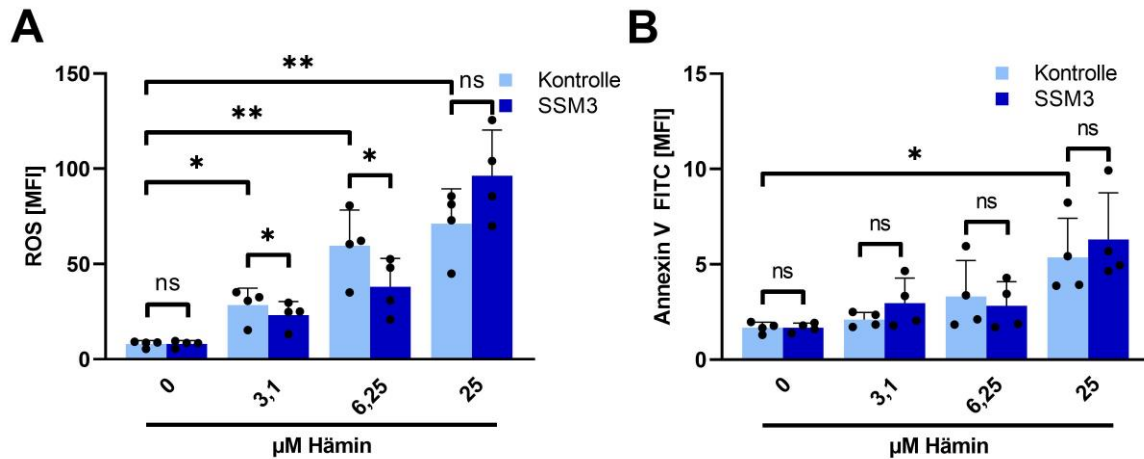 A
ROS [MFI]
150
100
50
0
ns
*
*
*
**
**
ns
Kontrolle
SSM3
0
3,1
6,25
25
µM Hämin
B
Annexin V FITC [MFI]
15
10
5
0
ns
ns
ns
*
ns
Kontrolle
SSM3
0
3,1
6,25
25
µM Hämin